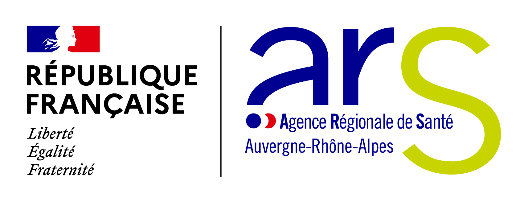 RÉPUBLIQUE
FRANÇAISE
Liberté
Égalité
Fraternité
ars
Agence Régionale de Santé
Auvergne-Rhône-Alpes